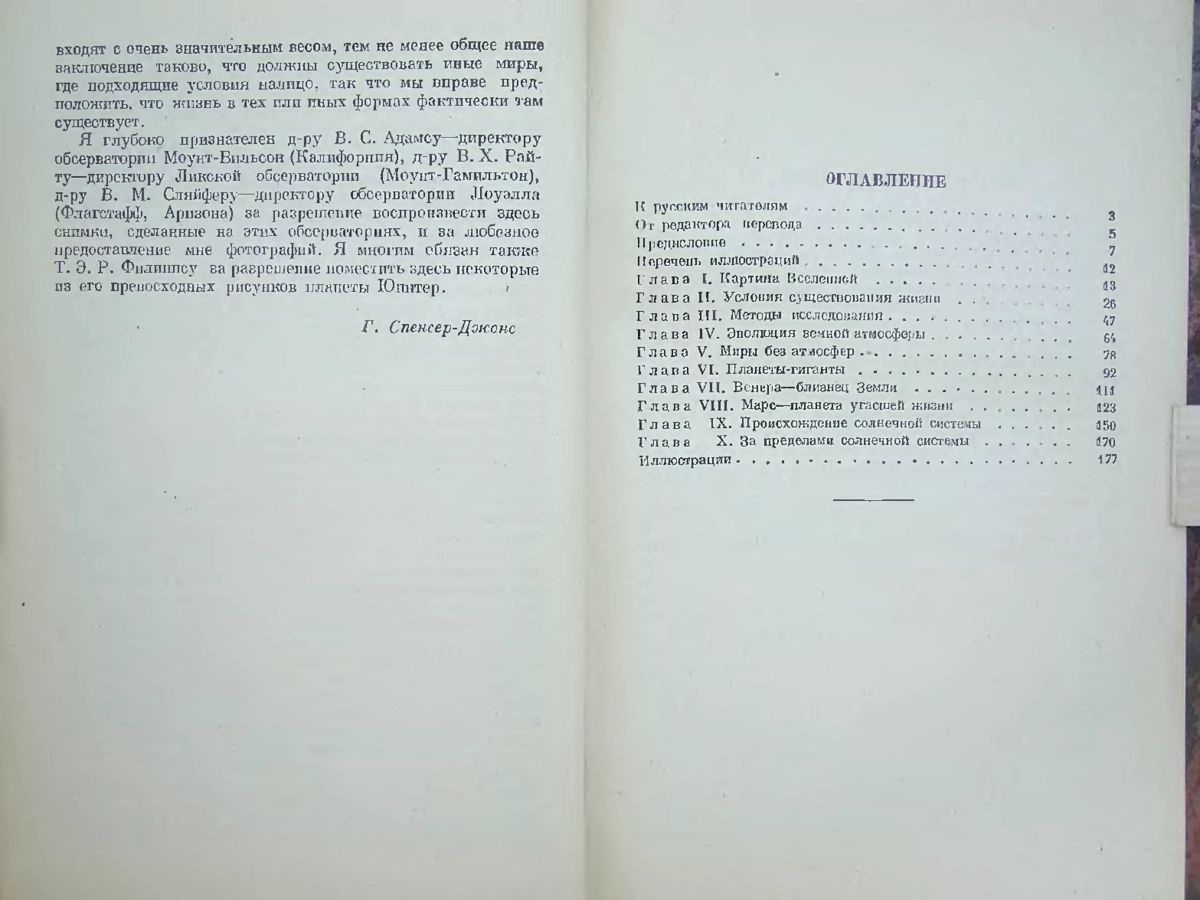 входят с очень значительным весом, тем не менее общее наше
заключение таково, что должны существовать иные миры,
где подходящие условия налицо, так что мы вправе пред-
положить, что жизнь в тех или иных формах фактически там
существует.
Я глубоко признателен д-ру В. С. Адамсу—директору
обсерватории Моунт-Вильсон (Калифорния), д-ру В. Х. Рай-
ту—директору Ликской обсерватории (Моунт-Гамильтон),
д-ру В. М. Сляйферу—директору обсерватории Лоуэлла
(Флагстафф, Аризона) за разрешение воспроизвести здесь
снимки, сделанные на этих обсерваториях, и за любезное
предоставление мне фотографий. Я многим обязан также
Т. Э. Р. Филиппсу за разрешение поместить здесь некоторые
из его превосходных рисунков планеты Юпитер.
Г. Спенсер-Джонс
ОГЛАВЛЕНИЕ
К русским читателям . . . . . . . . . . . . . . . . . . 3
От редактора перевода . . . . . . . . . . . . . . . . . 5
Предисловие . . . . . . . . . . . . . . . . . . . . . . 7
Перечень иллюстраций . . . . . . . . . . . . . . . . . . 12
Глава I. Картина Вселенной . . . . . . . . . . . . . 13
Глава II. Условия существования жизни . . . . . . . . 26
Глава III. Методы исследования . . . . . . . . . . . . 47
Глава IV. Эволюция земной атмосферы . . . . . . . . . 64
Глава V. Миры без атмосфер . . . . . . . . . . . . . 78
Глава VI. Планеты-гиганты . . . . . . . . . . . . . . 92
Глава VII. Венера—близнец Земли . . . . . . . . . . 111
Глава VIII. Марс—планета угасшей жизни . . . . . . . 123
Глава IX. Происхождение солнечной системы . . . . . . 150
Глава X. За пределами солнечной системы . . . . . . . 170
Иллюстрации . . . . . . . . . . . . . . . . . . . . . . 177